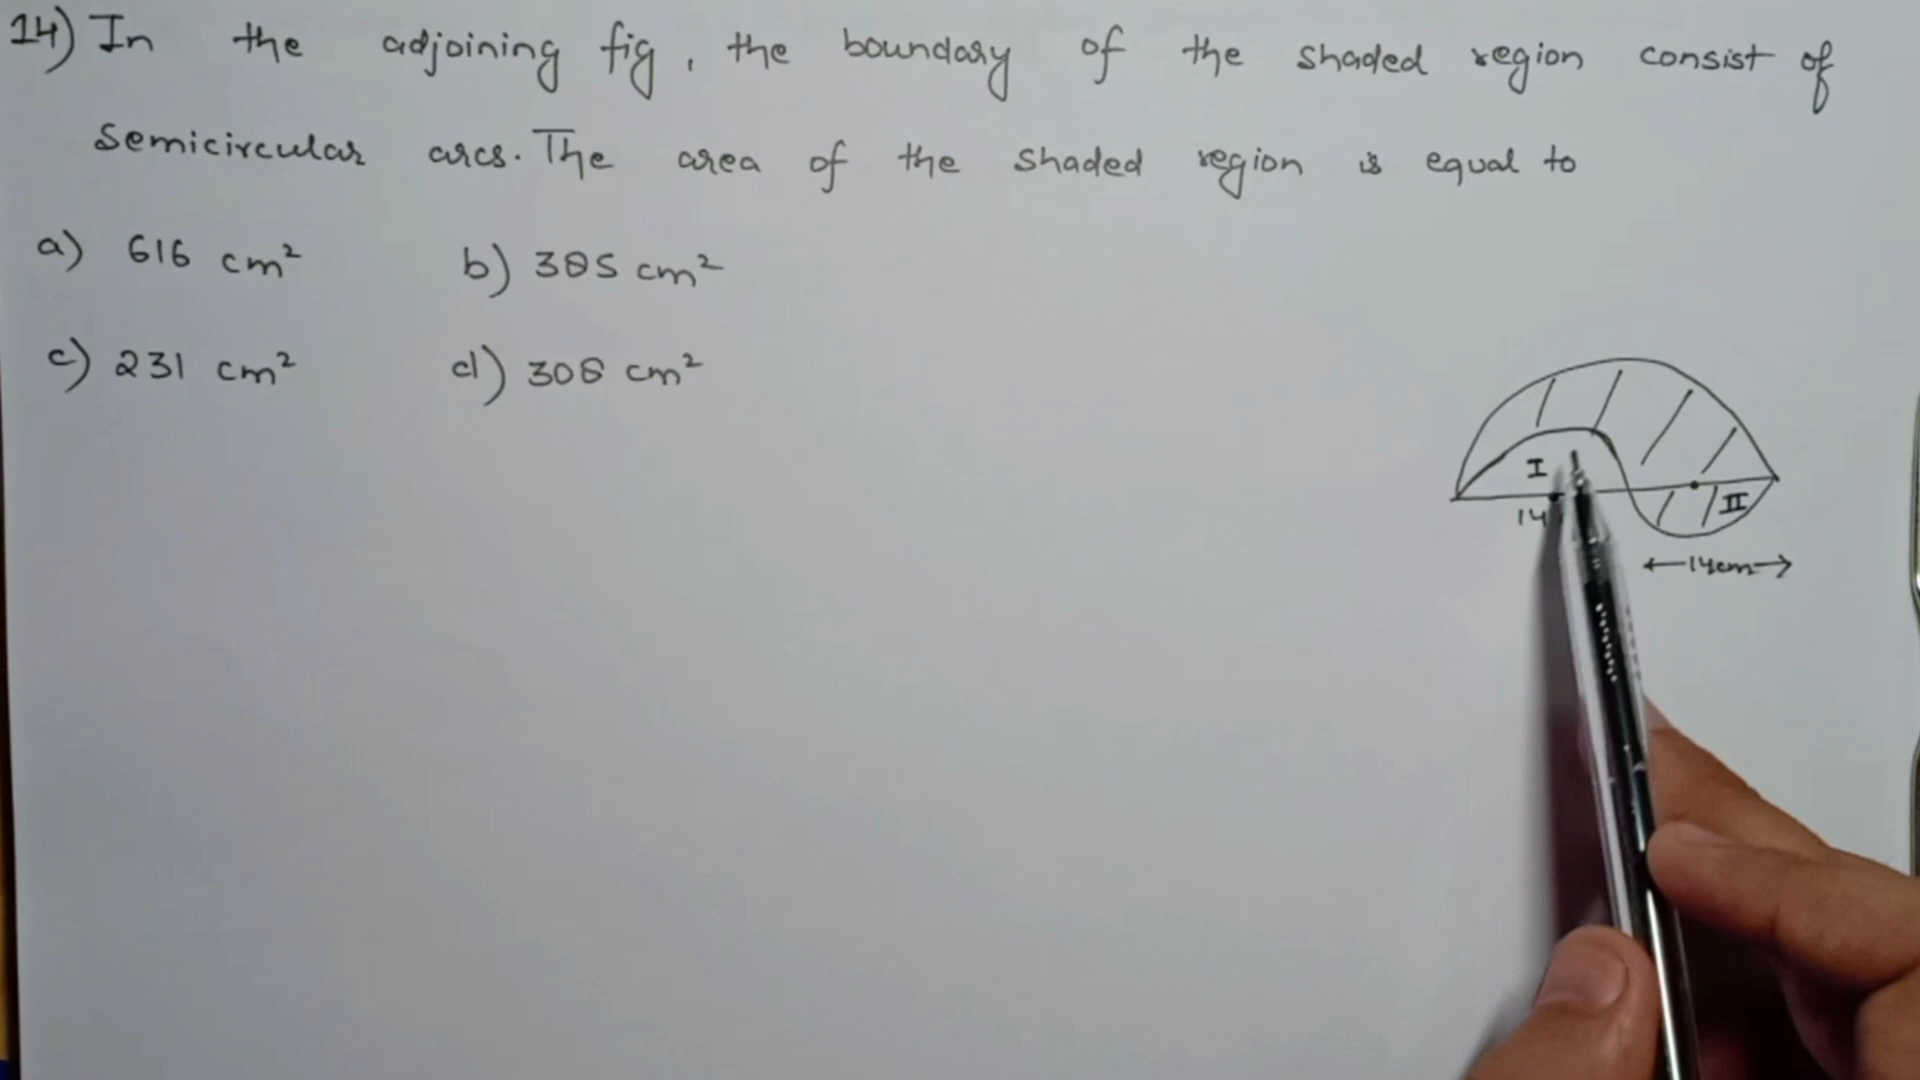 14) In the adjoining fig, the boundary of the shaded region consist of
semicircular arcs. The area of the shaded region is equal to
a) 616 cm² b) 385 cm²
c) 231 cm² d) 308 cm²
I
14
II
14cm